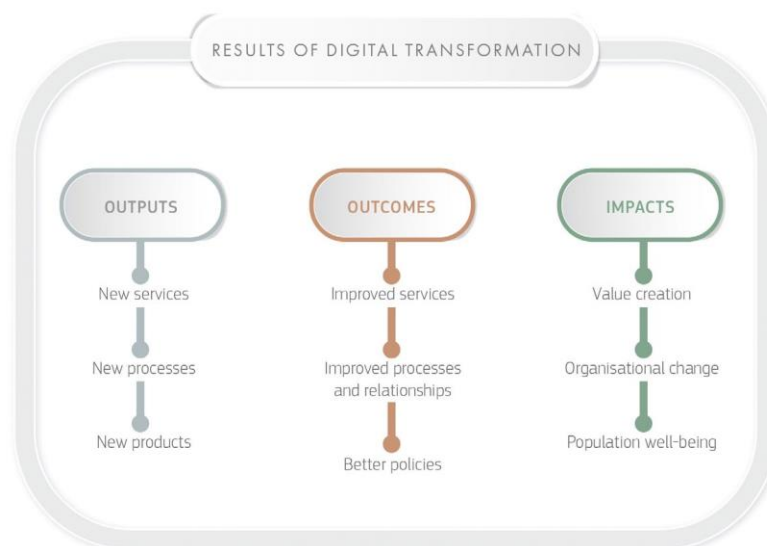 RESULTS OF DIGITAL TRANSFORMATION
OUTPUTS
New services
New processes
New products
OUTCOMES
Improved services
Improved processes
and relationships
Better policies
IMPACTS
Value creation
Organisational change
Population well-being